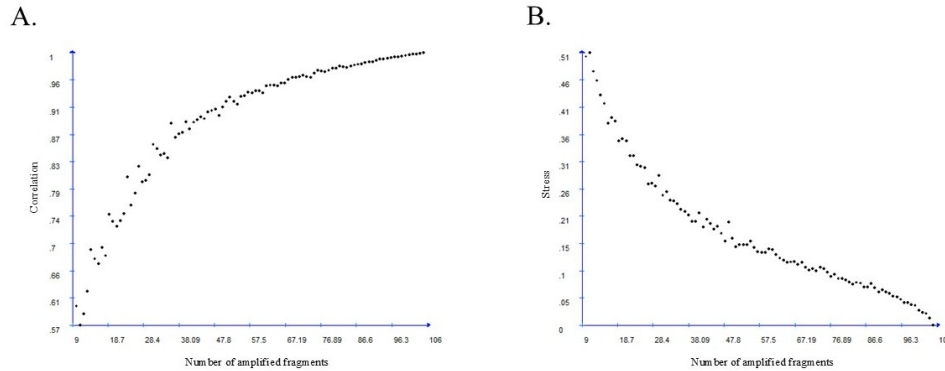 A.
1
.96
.91
.87
.83
.79
.74
.7
.66
.61
.57
Correlation
9 18.7 28.4 38.09 47.8 57.5 67.19 76.89 86.6 96.3 106
Number of amplified fragments
B.
.51
.46
.41
.36
.31
.26
.21
.15
.1
.05
0
Stress
9 18.7 28.4 38.09 47.8 57.5 67.19 76.89 86.6 96.3 106
Number of amplified fragments